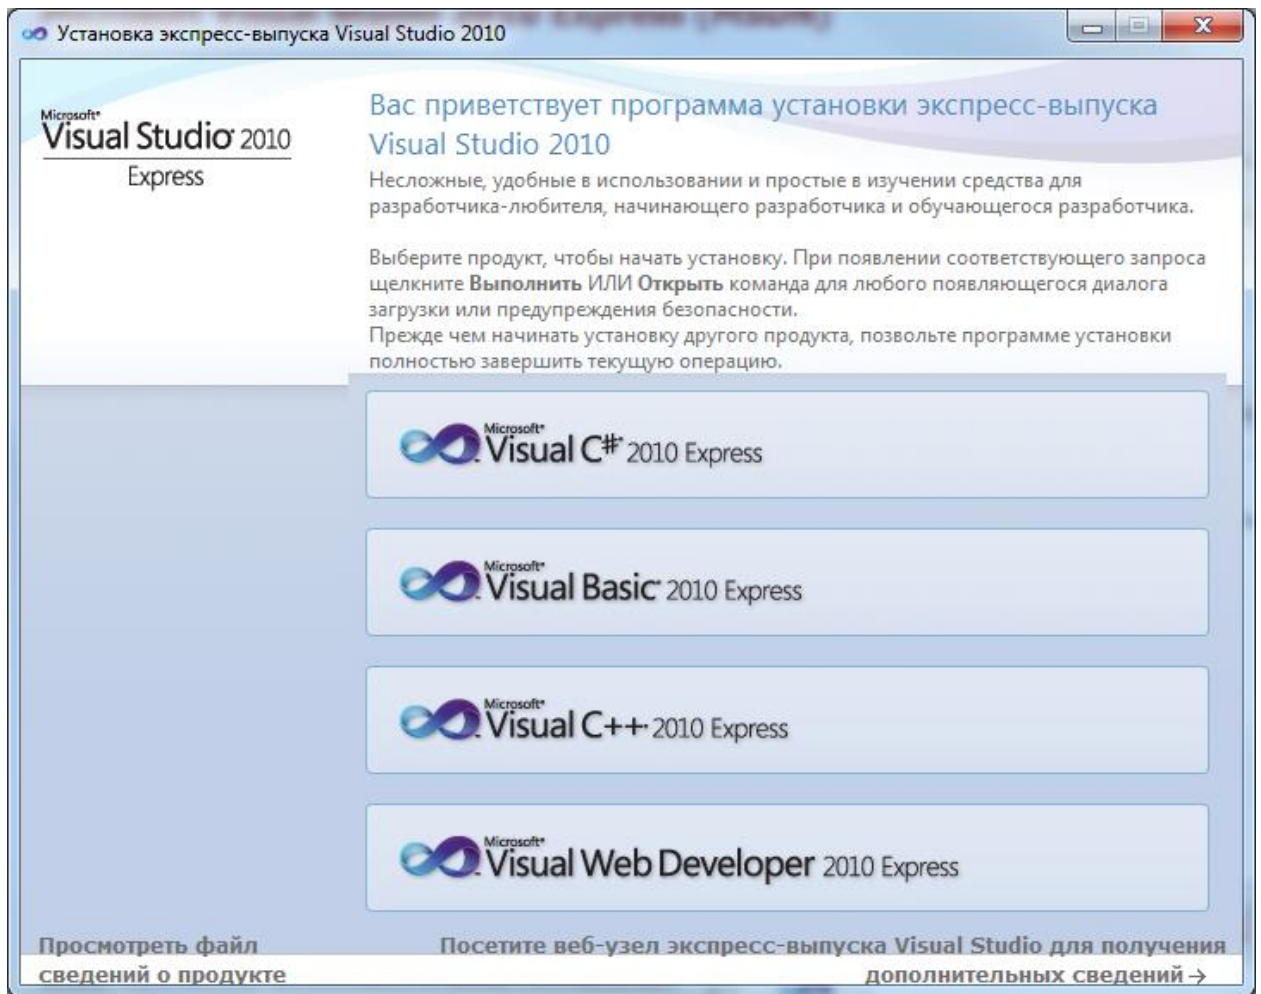 Установка экспресс-выпуска Visual Studio 2010
Microsoft®
Visual Studio® 2010
Express
Вас приветствует программа установки экспресс-выпуска
Visual Studio 2010
Несложные, удобные в использовании и простые в изучении средства для
разработчика-любителя, начинающего разработчика и обучающегося разработчика.
Выберите продукт, чтобы начать установку. При появлении соответствующего запроса
щелкните Выполнить ИЛИ Открыть команда для любого появляющегося диалога
загрузки или предупреждения безопасности.
Прежде чем начинать установку другого продукта, позвольте программе установки
полностью завершить текущую операцию.
Microsoft®
Visual C#® 2010 Express
Microsoft®
Visual Basic® 2010 Express
Microsoft®
Visual C++® 2010 Express
Microsoft®
Visual Web Developer 2010 Express
Просмотреть файл
сведений о продукте
Посетите веб-узел экспресс-выпуска Visual Studio для получения
дополнительных сведений →